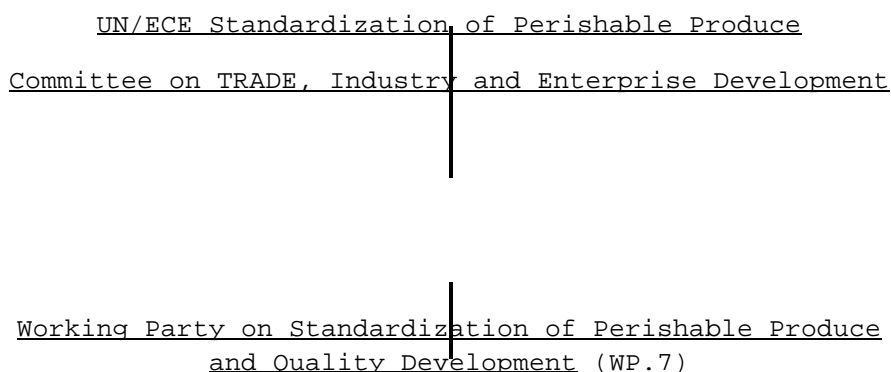 UN/ECE Standardization of Perishable Produce
Committee on TRADE, Industry and Enterprise Development
Working Party on Standardization of Perishable Produce
and Quality Development (WP.7)